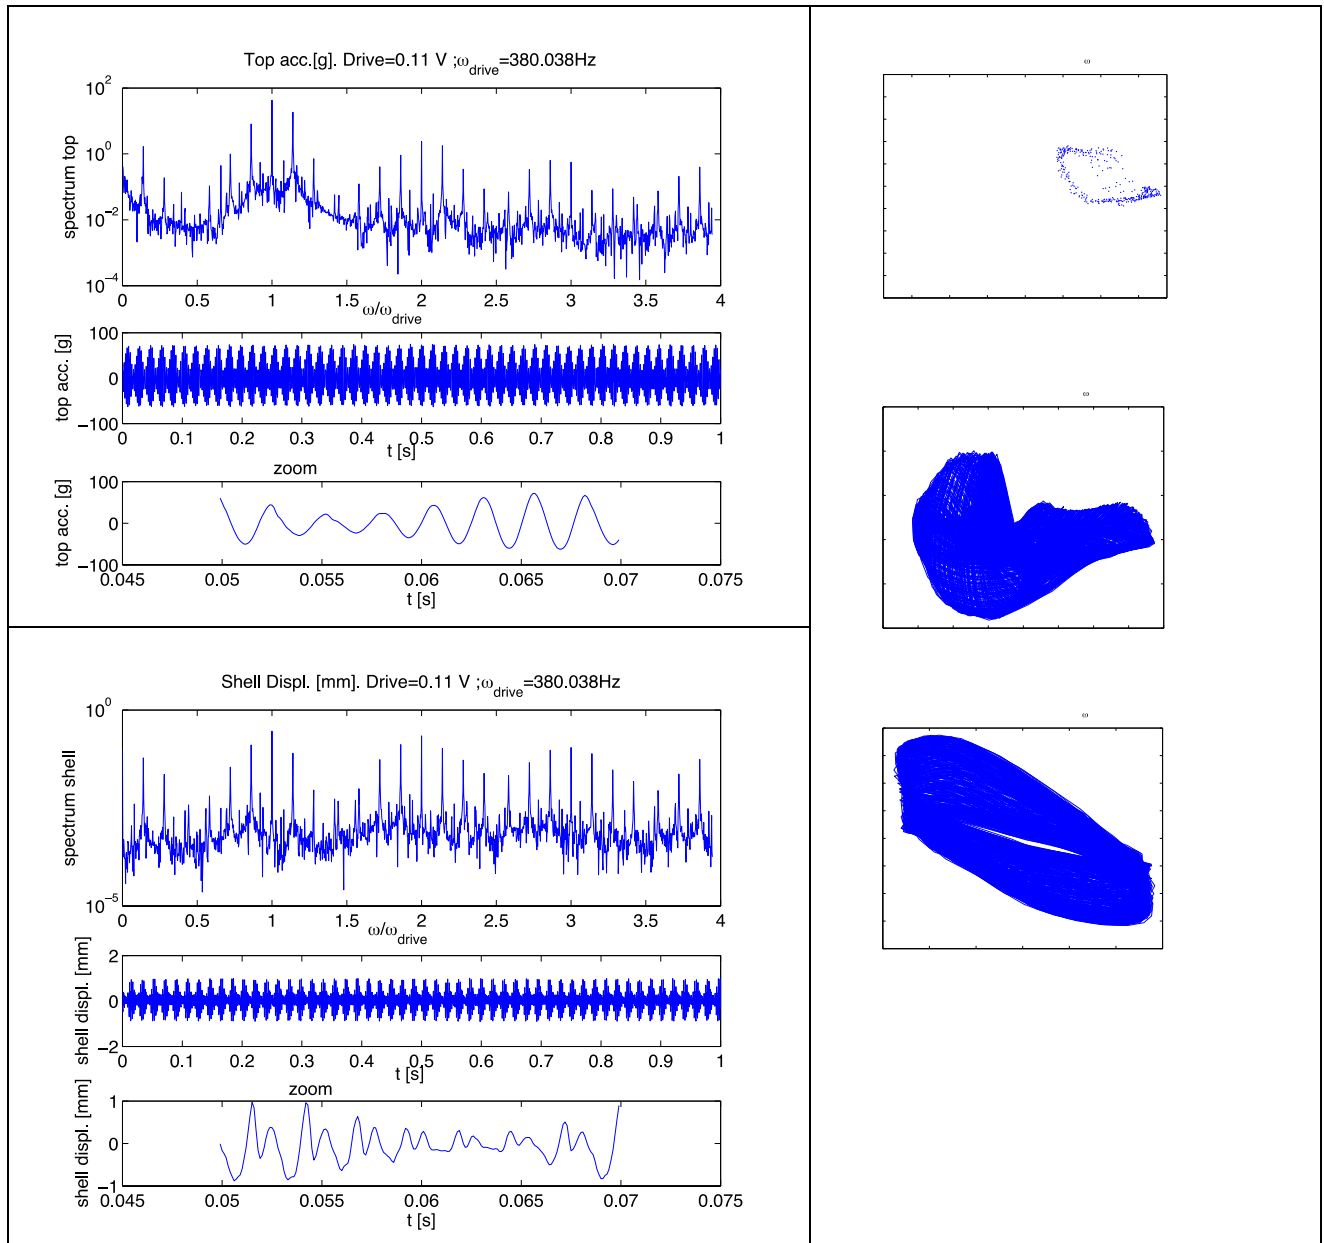 Top acc.[g]. Drive=0.11 V ;ω_drive=380.038Hz
spectrum top
10^2
10^0
10^−2
10^−4
0 0.5 1 1.5 2 2.5 3 3.5 4
ω/ω_drive
top acc. [g]
100
0
−100
0 0.1 0.2 0.3 0.4 0.5 0.6 0.7 0.8 0.9 1
t [s]
zoom
top acc. [g]
100
0
−100
0.045 0.05 0.055 0.06 0.065 0.07 0.075
t [s]
Shell Displ. [mm]. Drive=0.11 V ;ω_drive=380.038Hz
spectrum shell
10^0
10^−5
0 0.5 1 1.5 2 2.5 3 3.5 4
ω/ω_drive
shell displ. [mm]
2
0
−2
0 0.1 0.2 0.3 0.4 0.5 0.6 0.7 0.8 0.9 1
t [s]
zoom
shell displ. [mm]
1
0
−1
0.045 0.05 0.055 0.06 0.065 0.07 0.075
t [s]
ω
ω
ω